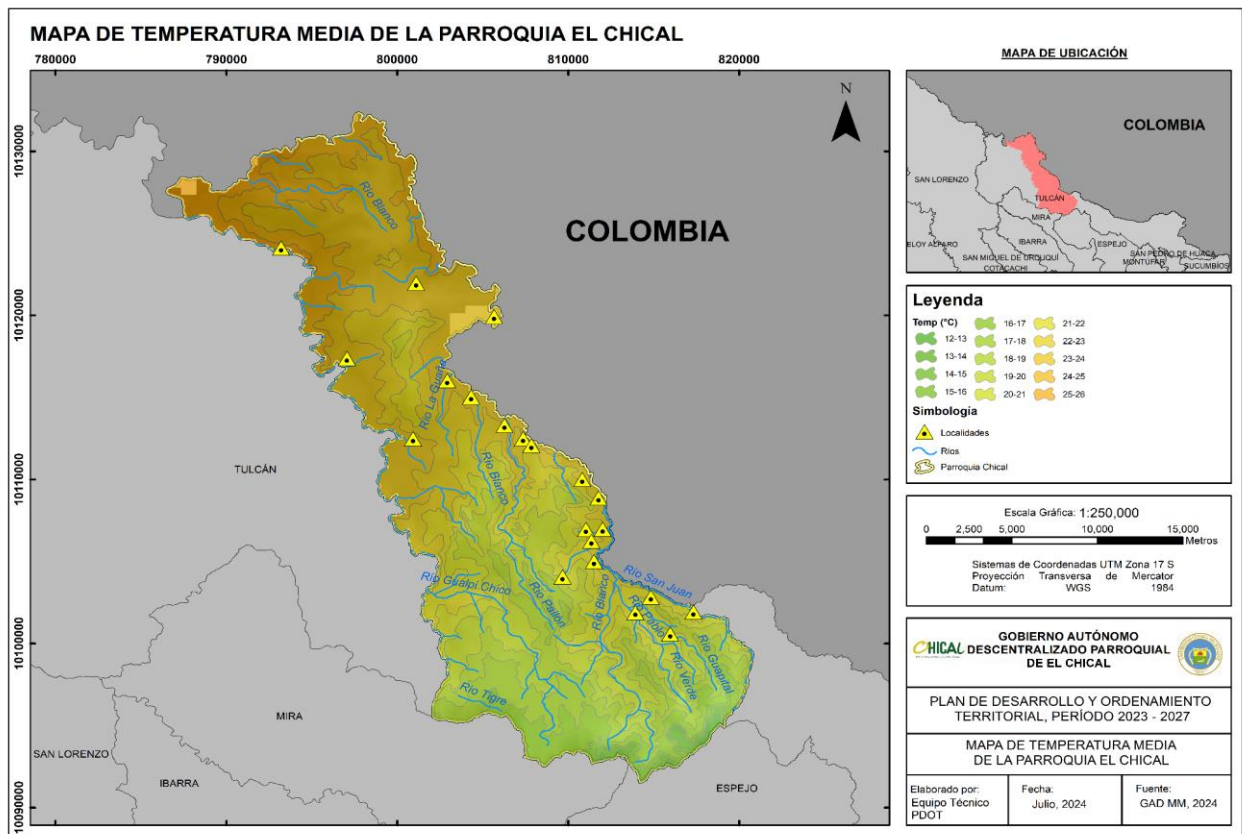 MAPA DE TEMPERATURA MEDIA DE LA PARROQUIA EL CHICAL
780000
790000
800000
810000
820000
10130000
10120000
10110000
10100000
10090000
N
COLOMBIA
Río Blanco
Río La Guaña
Río Blanco
Río Gualpi Chico
Río Pailón
Río Blanco
Río San Juan
Río Pablo
Río Verde
Río Guapital
Río Tigre
TULCÁN
MIRA
SAN LORENZO
IBARRA
ESPEJO
MAPA DE UBICACIÓN
COLOMBIA
SAN LORENZO
TULCÁN
MIRA
ELOY ALFARO
IBARRA
ESPEJO
SAN PEDRO DE HUACA
SAN MIGUEL DE URCUQUÍ
MONTÚFAR
COTACACHI
SUCUMBÍOS
Leyenda
Temp (°C)
12-13
13-14
14-15
15-16
16-17
17-18
18-19
19-20
20-21
21-22
22-23
23-24
24-25
25-26
Simbología
Localidades
Ríos
Parroquia Chical
Escala Gráfica: 1:250,000
0 2,500 5,000 10,000 15,000
Metros
Sistemas de Coordenadas UTM Zona 17 S
Proyección Transversa de Mercator
Datum: WGS 1984
CHICAL
GOBIERNO AUTÓNOMO
DESCENTRALIZADO PARROQUIAL
DE EL CHICAL
PLAN DE DESARROLLO Y ORDENAMIENTO
TERRITORIAL, PERÍODO 2023 - 2027
MAPA DE TEMPERATURA MEDIA
DE LA PARROQUIA EL CHICAL
Elaborado por:
Equipo Técnico
PDOT
Fecha:
Julio, 2024
Fuente:
GAD MM, 2024